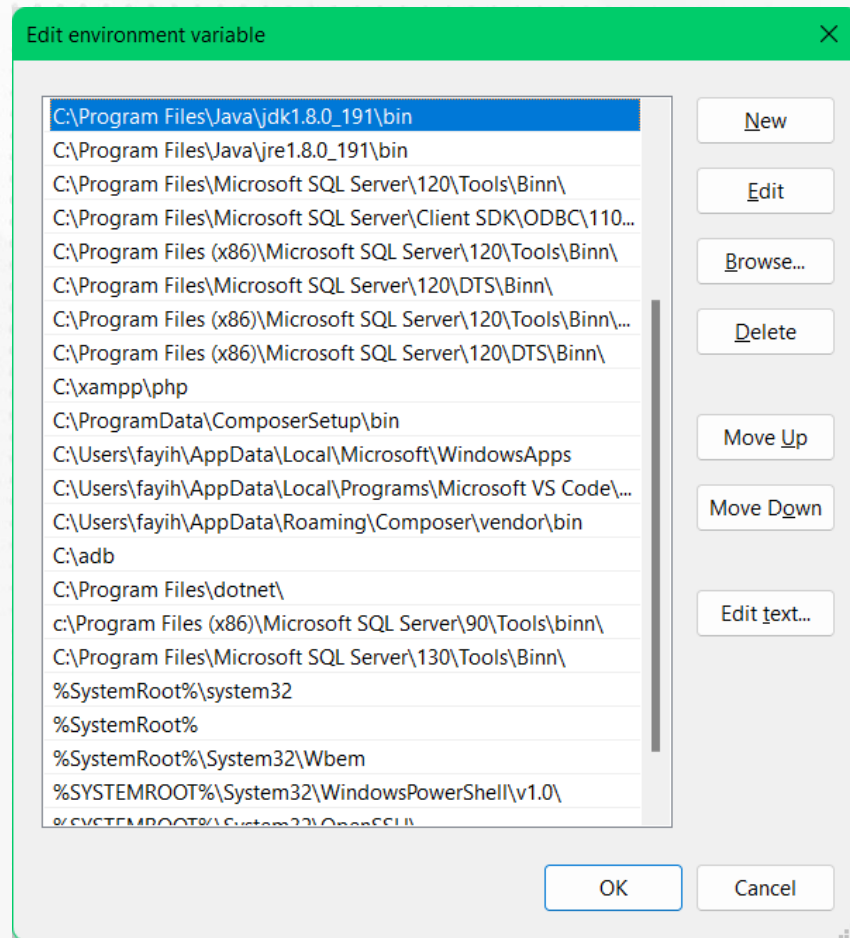 Edit environment variable
C:\Program Files\Java\jdk1.8.0_191\bin
C:\Program Files\Java\jre1.8.0_191\bin
C:\Program Files\Microsoft SQL Server\120\Tools\Binn\
C:\Program Files\Microsoft SQL Server\Client SDK\ODBC\110...
C:\Program Files (x86)\Microsoft SQL Server\120\Tools\Binn\
C:\Program Files\Microsoft SQL Server\120\DTS\Binn\
C:\Program Files (x86)\Microsoft SQL Server\120\Tools\Binn\...
C:\Program Files (x86)\Microsoft SQL Server\120\DTS\Binn\
C:\xampp\php
C:\ProgramData\ComposerSetup\bin
C:\Users\fayih\AppData\Local\Microsoft\WindowsApps
C:\Users\fayih\AppData\Local\Programs\Microsoft VS Code\...
C:\Users\fayih\AppData\Roaming\Composer\vendor\bin
C:\adb
C:\Program Files\dotnet\
c:\Program Files (x86)\Microsoft SQL Server\90\Tools\binn\
C:\Program Files\Microsoft SQL Server\130\Tools\Binn\
%SystemRoot%\system32
%SystemRoot%
%SystemRoot%\System32\Wbem
%SYSTEMROOT%\System32\WindowsPowerShell\v1.0\
%SYSTEMROOT%\System32\OpenSSH\
New
Edit
Browse...
Delete
Move Up
Move Down
Edit text...
OK
Cancel